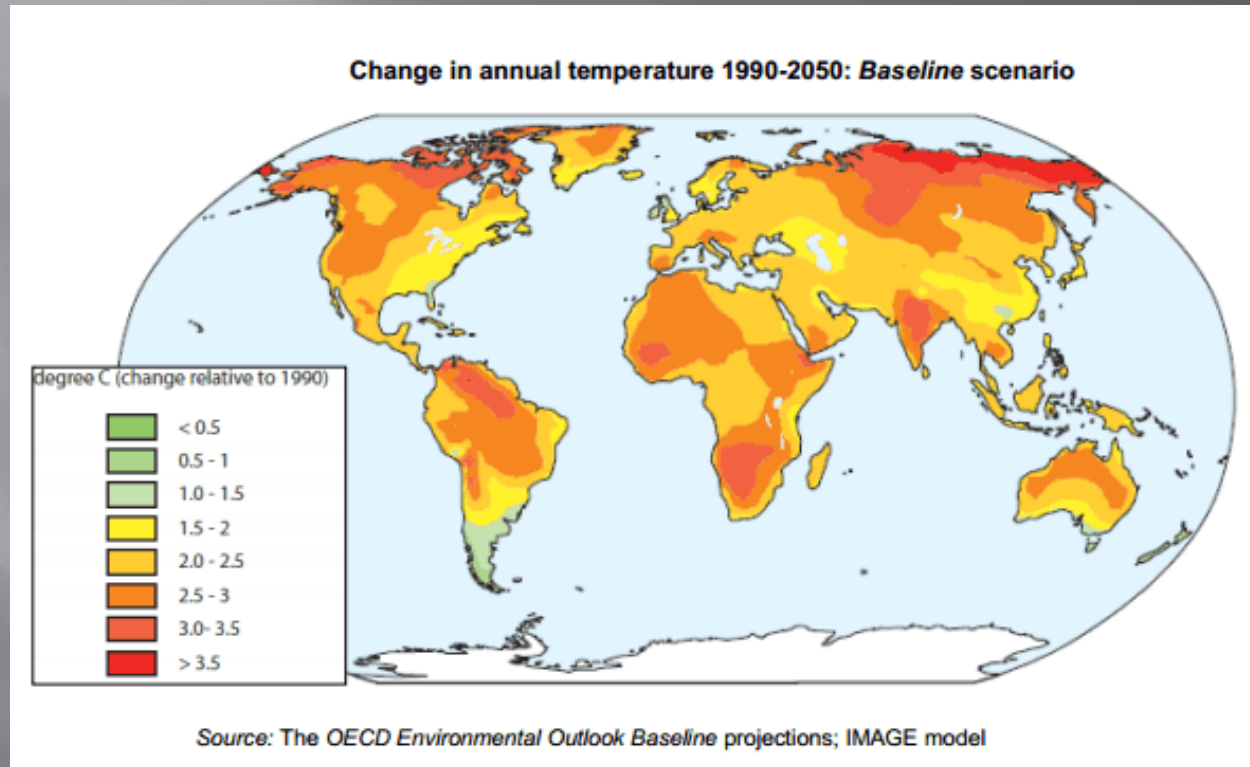 Change in annual temperature 1990-2050: Baseline scenario
degree C (change relative to 1990)
< 0.5
0.5 - 1
1.0 - 1.5
1.5 - 2
2.0 - 2.5
2.5 - 3
3.0- 3.5
> 3.5
Source: The OECD Environmental Outlook Baseline projections; IMAGE model